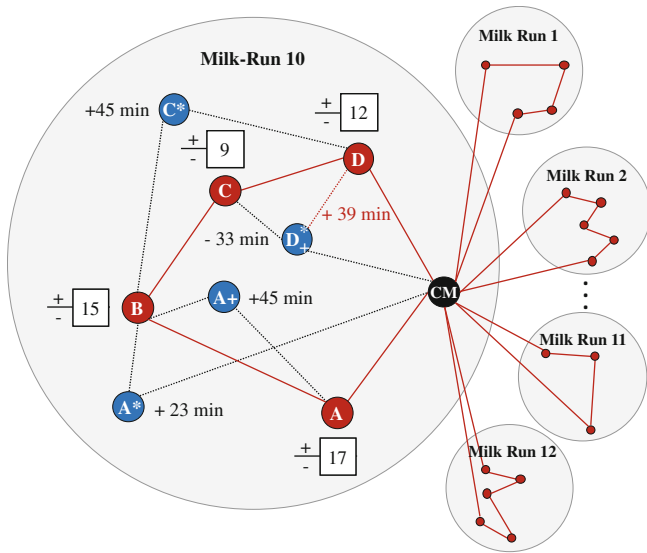 Milk Run 1
Milk-Run 10
+45 min
C*
+
-
12
+
-
9
D
C
Milk Run 2
+ 39 min
- 33 min
D*+
A+
+45 min
CM
+
-
15
B
Milk Run 11
A*
+ 23 min
A
+
-
17
Milk Run 12